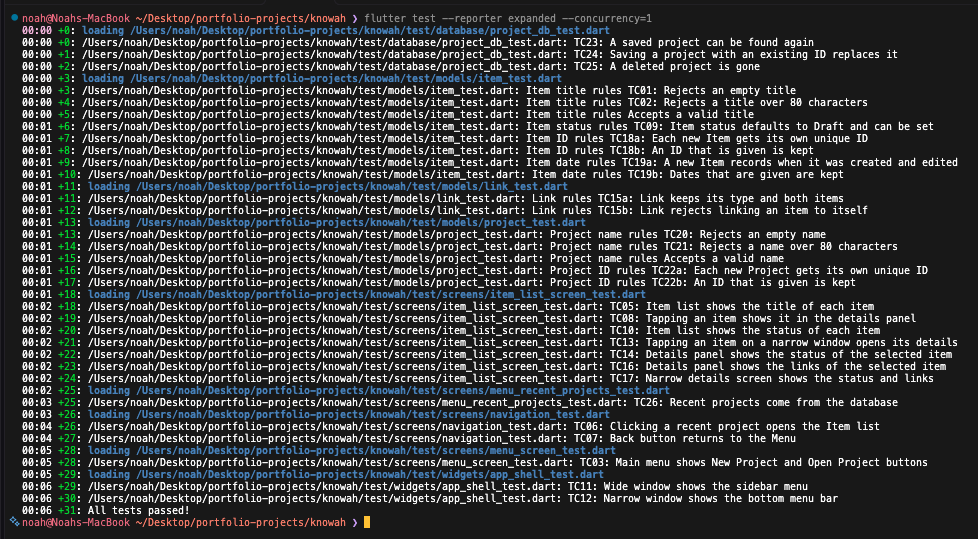 noah@Noahs-MacBook ~/Desktop/portfolio-projects/knowah ❯ flutter test --reporter expanded --concurrency=1
00:00 +0: loading /Users/noah/Desktop/portfolio-projects/knowah/test/database/project_db_test.dart
00:00 +0: /Users/noah/Desktop/portfolio-projects/knowah/test/database/project_db_test.dart: TC23: A saved project can be found again
00:00 +1: /Users/noah/Desktop/portfolio-projects/knowah/test/database/project_db_test.dart: TC24: Saving a project with an existing ID replaces it
00:00 +2: /Users/noah/Desktop/portfolio-projects/knowah/test/database/project_db_test.dart: TC25: A deleted project is gone
00:00 +3: loading /Users/noah/Desktop/portfolio-projects/knowah/test/models/item_test.dart
00:00 +3: /Users/noah/Desktop/portfolio-projects/knowah/test/models/item_test.dart: Item title rules TC01: Rejects an empty title
00:00 +4: /Users/noah/Desktop/portfolio-projects/knowah/test/models/item_test.dart: Item title rules TC02: Rejects a title over 80 characters
00:00 +5: /Users/noah/Desktop/portfolio-projects/knowah/test/models/item_test.dart: Item title rules Accepts a valid title
00:01 +6: /Users/noah/Desktop/portfolio-projects/knowah/test/models/item_test.dart: Item status rules TC09: Item status defaults to Draft and can be set
00:01 +7: /Users/noah/Desktop/portfolio-projects/knowah/test/models/item_test.dart: Item ID rules TC18a: Each new Item gets its own unique ID
00:01 +8: /Users/noah/Desktop/portfolio-projects/knowah/test/models/item_test.dart: Item ID rules TC18b: An ID that is given is kept
00:01 +9: /Users/noah/Desktop/portfolio-projects/knowah/test/models/item_test.dart: Item date rules TC19a: A new Item records when it was created and edited
00:01 +10: /Users/noah/Desktop/portfolio-projects/knowah/test/models/item_test.dart: Item date rules TC19b: Dates that are given are kept
00:01 +11: loading /Users/noah/Desktop/portfolio-projects/knowah/test/models/link_test.dart
00:01 +11: /Users/noah/Desktop/portfolio-projects/knowah/test/models/link_test.dart: Link rules TC15a: Link keeps its type and both items
00:01 +12: /Users/noah/Desktop/portfolio-projects/knowah/test/models/link_test.dart: Link rules TC15b: Link rejects linking an item to itself
00:01 +13: loading /Users/noah/Desktop/portfolio-projects/knowah/test/models/project_test.dart
00:01 +13: /Users/noah/Desktop/portfolio-projects/knowah/test/models/project_test.dart: Project name rules TC20: Rejects an empty name
00:01 +14: /Users/noah/Desktop/portfolio-projects/knowah/test/models/project_test.dart: Project name rules TC21: Rejects a name over 80 characters
00:01 +15: /Users/noah/Desktop/portfolio-projects/knowah/test/models/project_test.dart: Project name rules Accepts a valid name
00:01 +16: /Users/noah/Desktop/portfolio-projects/knowah/test/models/project_test.dart: Project ID rules TC22a: Each new Project gets its own unique ID
00:01 +17: /Users/noah/Desktop/portfolio-projects/knowah/test/models/project_test.dart: Project ID rules TC22b: An ID that is given is kept
00:01 +18: loading /Users/noah/Desktop/portfolio-projects/knowah/test/screens/item_list_screen_test.dart
00:02 +18: /Users/noah/Desktop/portfolio-projects/knowah/test/screens/item_list_screen_test.dart: TC05: Item list shows the title of each item
00:02 +19: /Users/noah/Desktop/portfolio-projects/knowah/test/screens/item_list_screen_test.dart: TC08: Tapping an item shows it in the details panel
00:02 +20: /Users/noah/Desktop/portfolio-projects/knowah/test/screens/item_list_screen_test.dart: TC10: Item list shows the status of each item
00:02 +21: /Users/noah/Desktop/portfolio-projects/knowah/test/screens/item_list_screen_test.dart: TC13: Tapping an item on a narrow window opens its details
00:02 +22: /Users/noah/Desktop/portfolio-projects/knowah/test/screens/item_list_screen_test.dart: TC14: Details panel shows the status of the selected item
00:02 +23: /Users/noah/Desktop/portfolio-projects/knowah/test/screens/item_list_screen_test.dart: TC16: Details panel shows the links of the selected item
00:02 +24: /Users/noah/Desktop/portfolio-projects/knowah/test/screens/item_list_screen_test.dart: TC17: Narrow details screen shows the status and links
00:02 +25: loading /Users/noah/Desktop/portfolio-projects/knowah/test/screens/menu_recent_projects_test.dart
00:03 +25: /Users/noah/Desktop/portfolio-projects/knowah/test/screens/menu_recent_projects_test.dart: TC26: Recent projects come from the database
00:03 +26: loading /Users/noah/Desktop/portfolio-projects/knowah/test/screens/navigation_test.dart
00:04 +26: /Users/noah/Desktop/portfolio-projects/knowah/test/screens/navigation_test.dart: TC06: Clicking a recent project opens the Item list
00:04 +27: /Users/noah/Desktop/portfolio-projects/knowah/test/screens/navigation_test.dart: TC07: Back button returns to the Menu
00:05 +28: loading /Users/noah/Desktop/portfolio-projects/knowah/test/screens/menu_screen_test.dart
00:05 +28: /Users/noah/Desktop/portfolio-projects/knowah/test/screens/menu_screen_test.dart: TC03: Main menu shows New Project and Open Project buttons
00:05 +29: loading /Users/noah/Desktop/portfolio-projects/knowah/test/widgets/app_shell_test.dart
00:06 +29: /Users/noah/Desktop/portfolio-projects/knowah/test/widgets/app_shell_test.dart: TC11: Wide window shows the sidebar menu
00:06 +30: /Users/noah/Desktop/portfolio-projects/knowah/test/widgets/app_shell_test.dart: TC12: Narrow window shows the bottom menu bar
00:06 +31: All tests passed!
noah@Noahs-MacBook ~/Desktop/portfolio-projects/knowah ❯